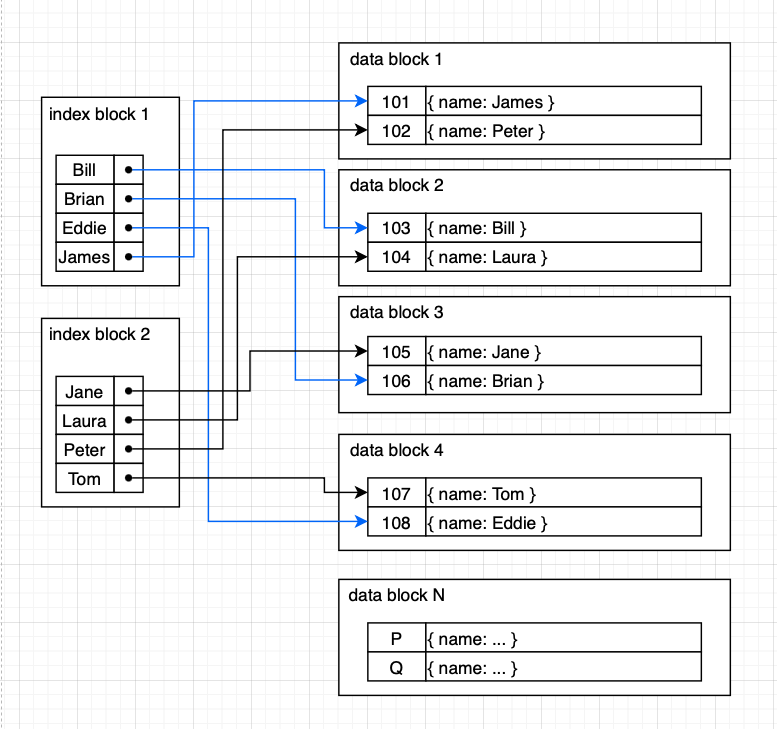 index block 1
Bill
Brian
Eddie
James
index block 2
Jane
Laura
Peter
Tom
data block 1
101 { name: James }
102 { name: Peter }
data block 2
103 { name: Bill }
104 { name: Laura }
data block 3
105 { name: Jane }
106 { name: Brian }
data block 4
107 { name: Tom }
108 { name: Eddie }
data block N
P { name: ... }
Q { name: ... }